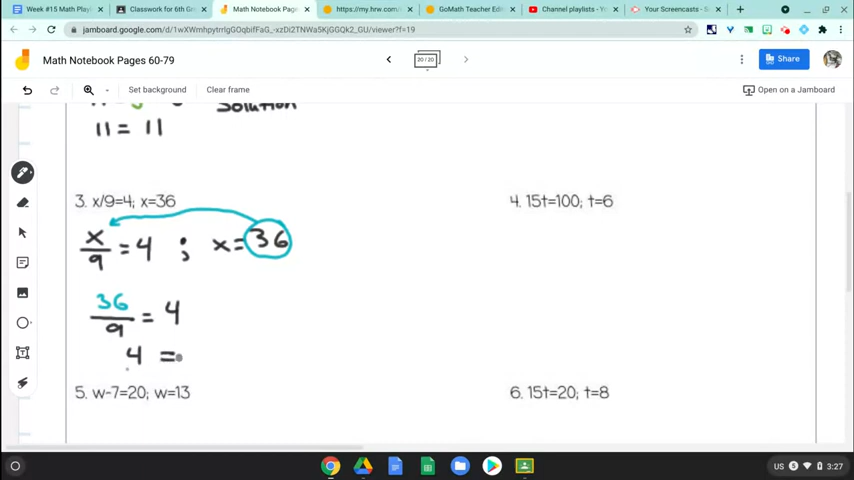 Week #15 Math Playl
Classwork for 6th Grad
Math Notebook Pages
https://my.hrw.com/
GoMath Teacher Edi
Channel playlists - Y
Your Screencasts - S
jamboard.google.com/d/1wXWmhpytrrlgGOqbifFaG_-xzDi2TNWa5KjGGQk2_GU/viewer?f=19
Math Notebook Pages 60-79
20 / 20
Share
Set background
Clear frame
Open on a Jamboard
Solution
11 = 11
3. x/9=4; x=36
4. 15t=100, t=6
x/9 = 4 ; x=36
36/9 = 4
4 =
5. w-7=20; w=13
6. 15t=20; t=8
US
3:27